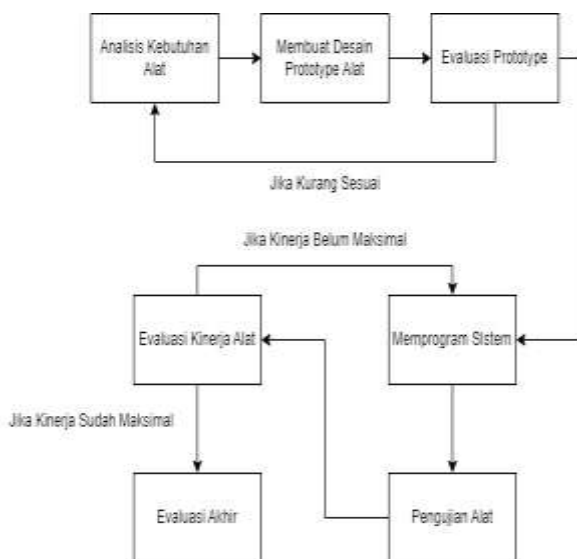 Analisis Kebutuhan
Alat
Membuat Desain
Prototype Alat
Evaluasi Prototype
Jika Kurang Sesuai
Jika Kinerja Belum Maksimal
Evaluasi Kinerja Alat
Memprogram Sistem
Jika Kinerja Sudah Maksimal
Evaluasi Akhir
Pengujian Alat